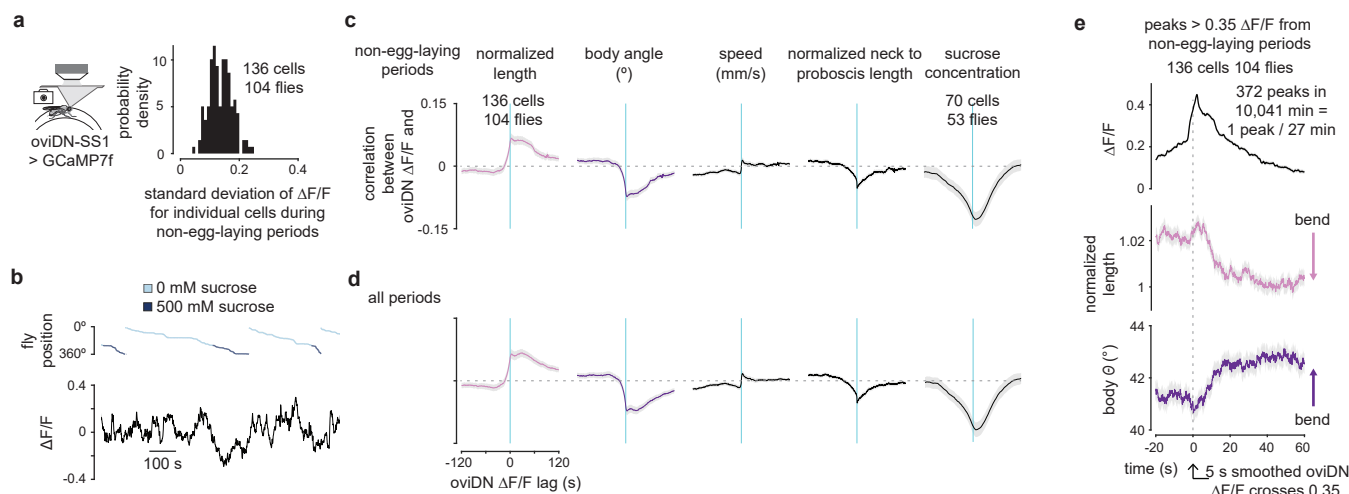 a
136 cells
104 flies
oviDN-SS1
> GCaMP7f
probability
density
10
5
0
0
0.2
0.4
standard deviation of ΔF/F
for individual cells during
non-egg-laying periods
b
0 mM sucrose
500 mM sucrose
fly
position
0º
360º
ΔF/F
0.4
0
-0.4
100 s
c
non-egg-laying
periods
normalized
length
body angle
(º)
speed
(mm/s)
normalized neck to
proboscis length
sucrose
concentration
136 cells
104 flies
70 cells
53 flies
correlation
between
oviDN ΔF/F and
0.15
0
-0.15
d
all periods
-120
0
120
oviDN ΔF/F lag (s)
e
peaks > 0.35 ΔF/F from
non-egg-laying periods
136 cells 104 flies
372 peaks in
10,041 min =
1 peak / 27 min
ΔF/F
0.4
0.2
0
normalized
length
1.02
1
bend
body θ (°)
44
42
40
bend
-20
0
20
40
60
time (s)
5 s smoothed oviDN
ΔF/F crosses 0.35